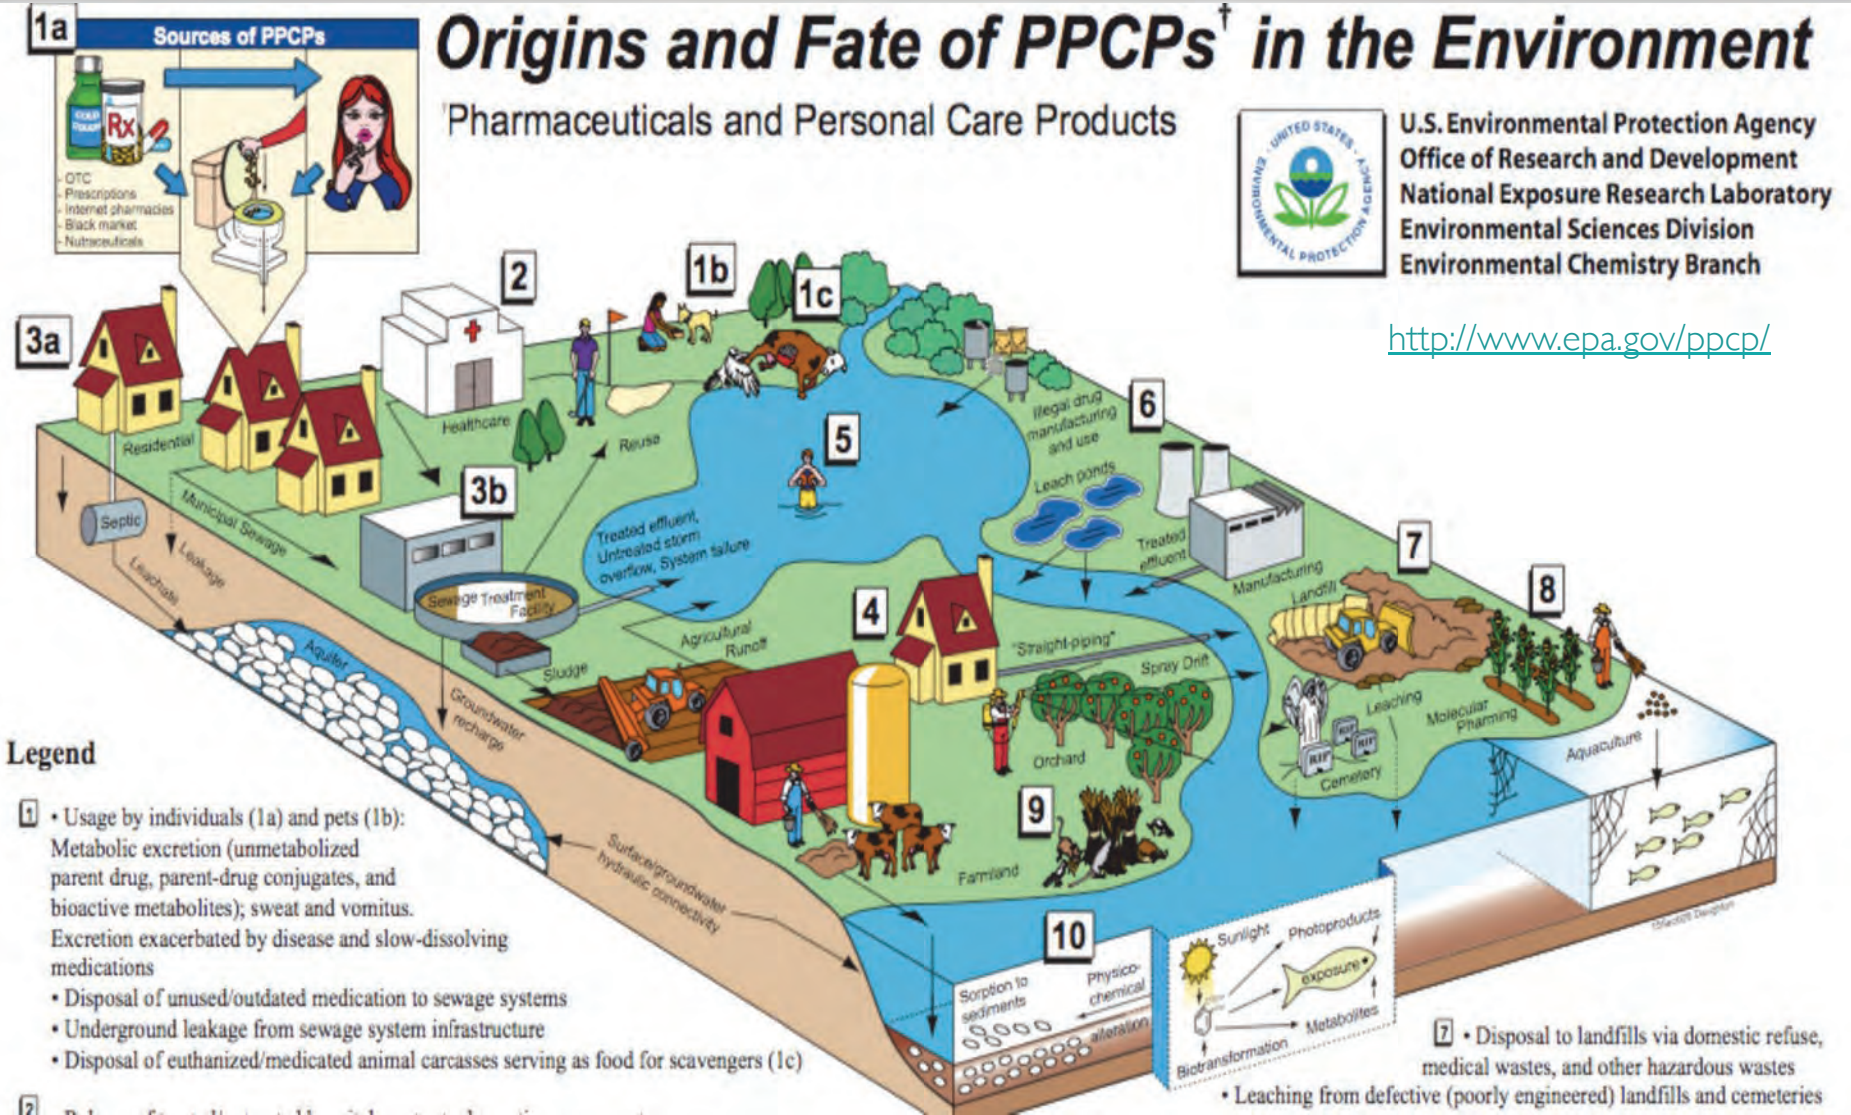 1a
Sources of PPCPs
Rx
- OTC
- Prescriptions
- Internet pharmacies
- Black market
- Nutraceuticals
Origins and Fate of PPCPs† in the Environment
†Pharmaceuticals and Personal Care Products
UNITED STATES
ENVIRONMENTAL PROTECTION AGENCY
U.S. Environmental Protection Agency
Office of Research and Development
National Exposure Research Laboratory
Environmental Sciences Division
Environmental Chemistry Branch
http://www.epa.gov/ppcp/
3a
2
1b
1c
Residential
Healthcare
Reuse
5
6
Illegal drug
manufacturing
and use
Septic
Municipal Sewage
Leakage
Leachate
3b
Sewage Treatment
Facility
Treated effluent,
Untreated storm
overflow, System failure
Leach ponds
Treated
effluent
Manufacturing
7
Landfill
8
Aquifer
Groundwater
recharge
Sludge
Agricultural
Runoff
4
"Straight-piping"
Spray Drift
Orchard
Leaching
RIP
RIP
RIP
Cemetery
Molecular
Pharming
Aquaculture
9
Farmland
Surface/groundwater
hydraulic connectivity
10
Sorption to
sediments
Physico-
chemical
alteration
Sunlight
Photoproducts
exposure
Metabolites
Biotransformation
Legend
1 • Usage by individuals (1a) and pets (1b):
Metabolic excretion (unmetabolized
parent drug, parent-drug conjugates, and
bioactive metabolites); sweat and vomitus.
Excretion exacerbated by disease and slow-dissolving
medications
• Disposal of unused/outdated medication to sewage systems
• Underground leakage from sewage system infrastructure
• Disposal of euthanized/medicated animal carcasses serving as food for scavengers (1c)
2
7 • Disposal to landfills via domestic refuse,
medical wastes, and other hazardous wastes
• Leaching from defective (poorly engineered) landfills and cemeteries